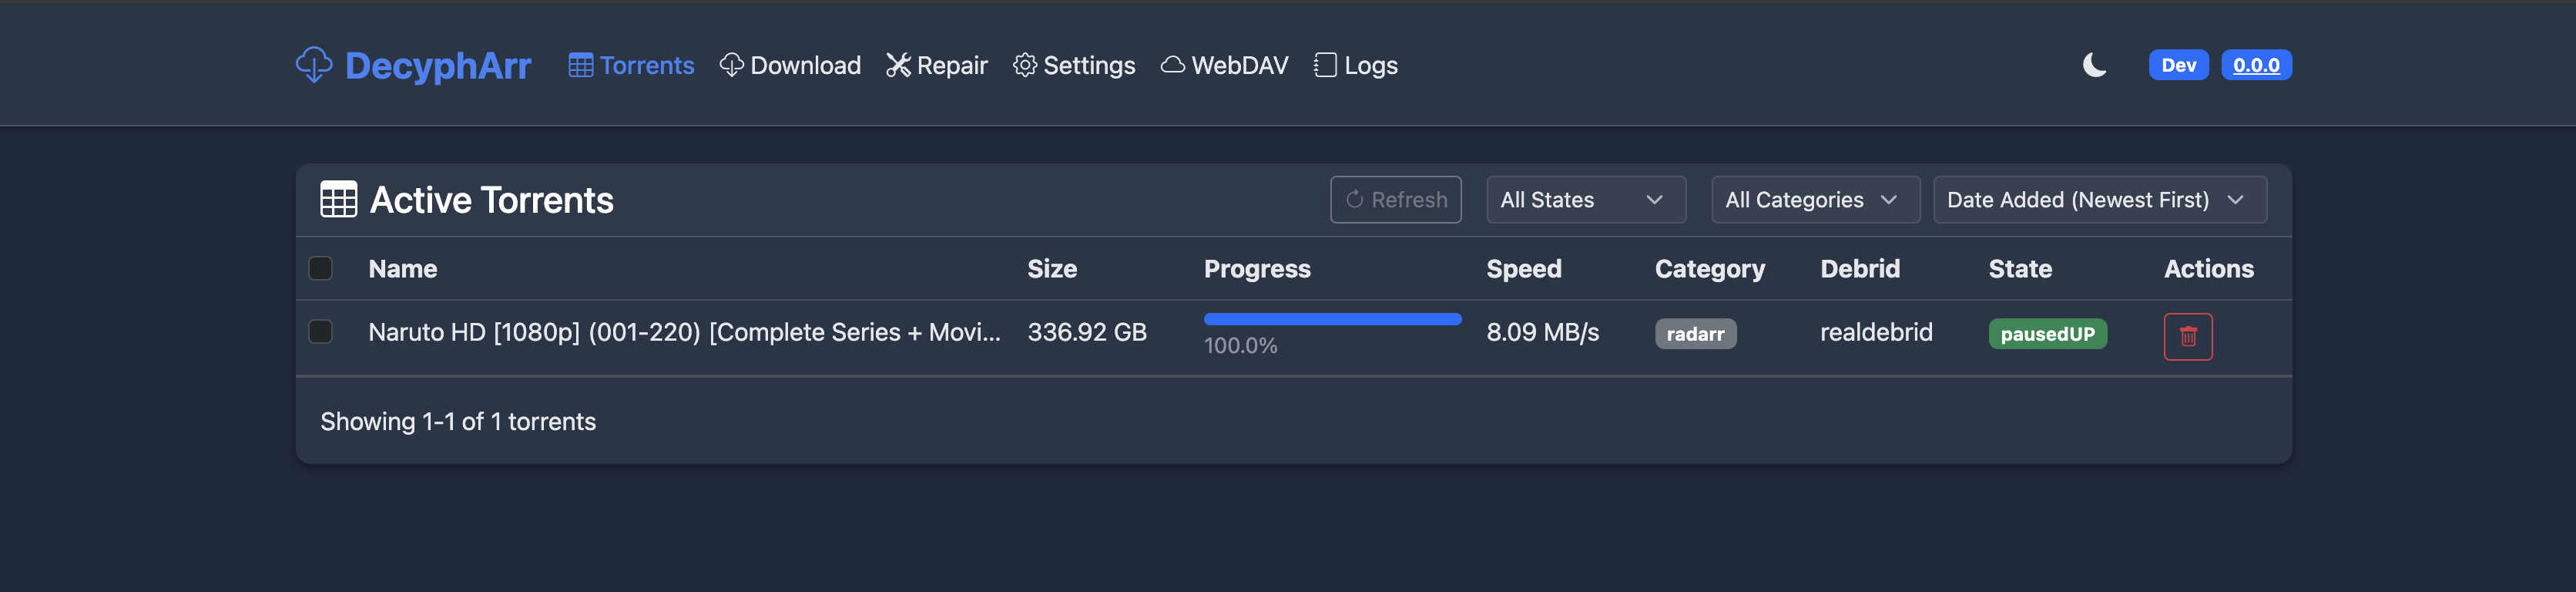 DecyphArr Torrents Download Repair Settings WebDAV Logs Dev 0.0.0
Active Torrents Refresh All States All Categories Date Added (Newest First)
Name Size Progress Speed Category Debrid State Actions
Naruto HD [1080p] (001-220) [Complete Series + Movi... 336.92 GB 100.0% 8.09 MB/s radarr realdebrid pausedUP
Showing 1-1 of 1 torrents